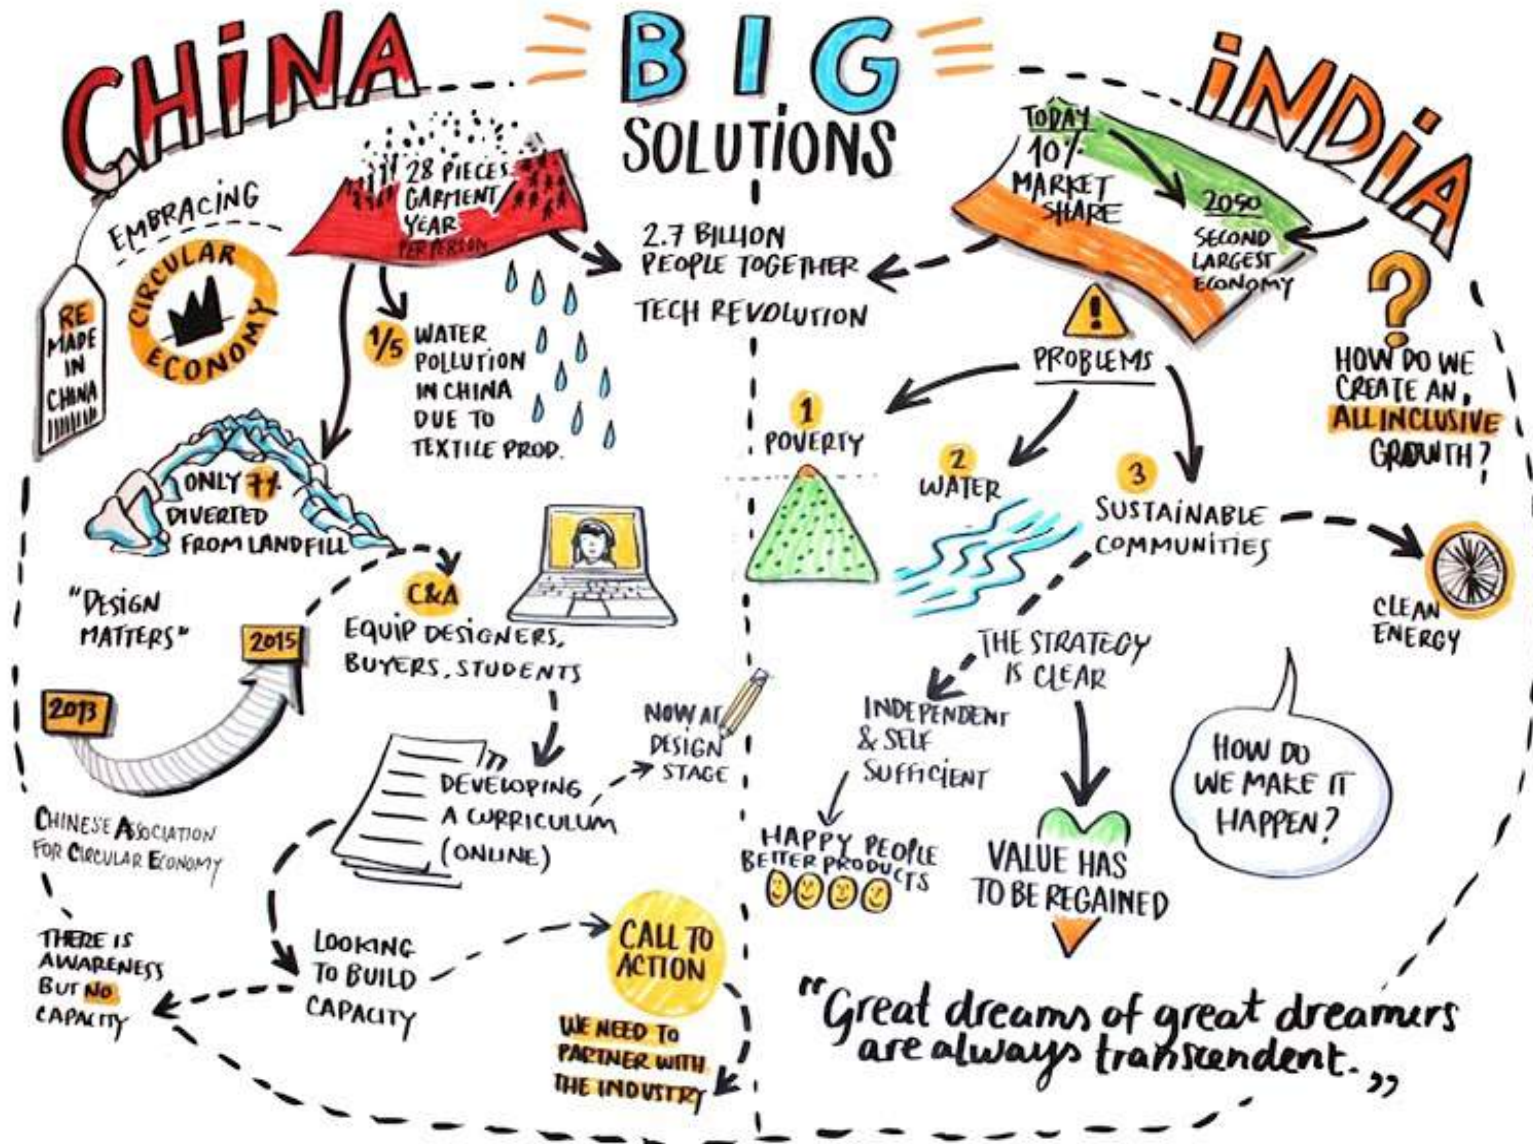 CHINA
BIG
SOLUTIONS
INDIA
EMBRACING
CIRCULAR
ECONOMY
RE
MADE
IN
CHINA
28 PIECES
GARMENT/
YEAR
PER PERSON
1/5
WATER
POLLUTION
IN CHINA
DUE TO
TEXTILE PROD.
ONLY 7%
DIVERTED
FROM LANDFILL
"DESIGN
MATTERS"
2013
2015
CHINESE ASSOCIATION
FOR CIRCULAR ECONOMY
C&A
EQUIP DESIGNERS,
BUYERS, STUDENTS
DEVELOPING
A CURRICULUM
(ONLINE)
NOW AT
DESIGN
STAGE
LOOKING
TO BUILD
CAPACITY
THERE IS
AWARENESS
BUT NO
CAPACITY
CALL TO
ACTION
WE NEED TO
PARTNER WITH
THE INDUSTRY
2.7 BILLION
PEOPLE TOGETHER
TECH REVOLUTION
TODAY
10%
MARKET
SHARE
2050
SECOND
LARGEST
ECONOMY
!
PROBLEMS
1
POVERTY
2
WATER
3
SUSTAINABLE
COMMUNITIES
?
HOW DO WE
CREATE AN
ALL INCLUSIVE
GROWTH?
CLEAN
ENERGY
THE STRATEGY
IS CLEAR
INDEPENDENT
& SELF
SUFFICIENT
HAPPY PEOPLE
BETTER PRODUCTS
VALUE HAS
TO BE REGAINED
HOW DO
WE MAKE IT
HAPPEN?
"Great dreams of great dreamers
are always transcendent."